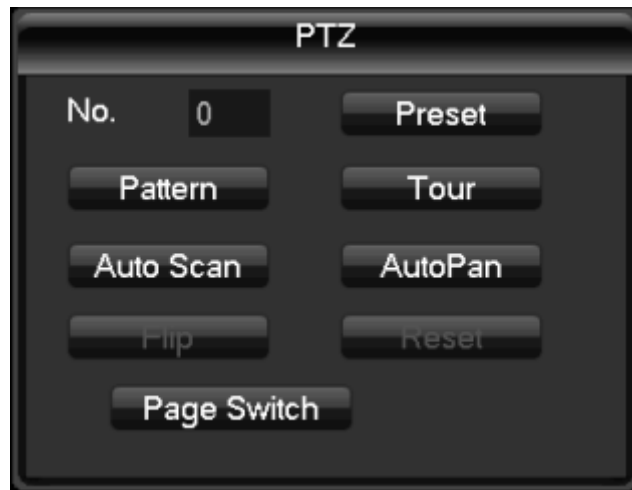 PTZ
No. 0 Preset
Pattern Tour
Auto Scan AutoPan
Flip Reset
Page Switch